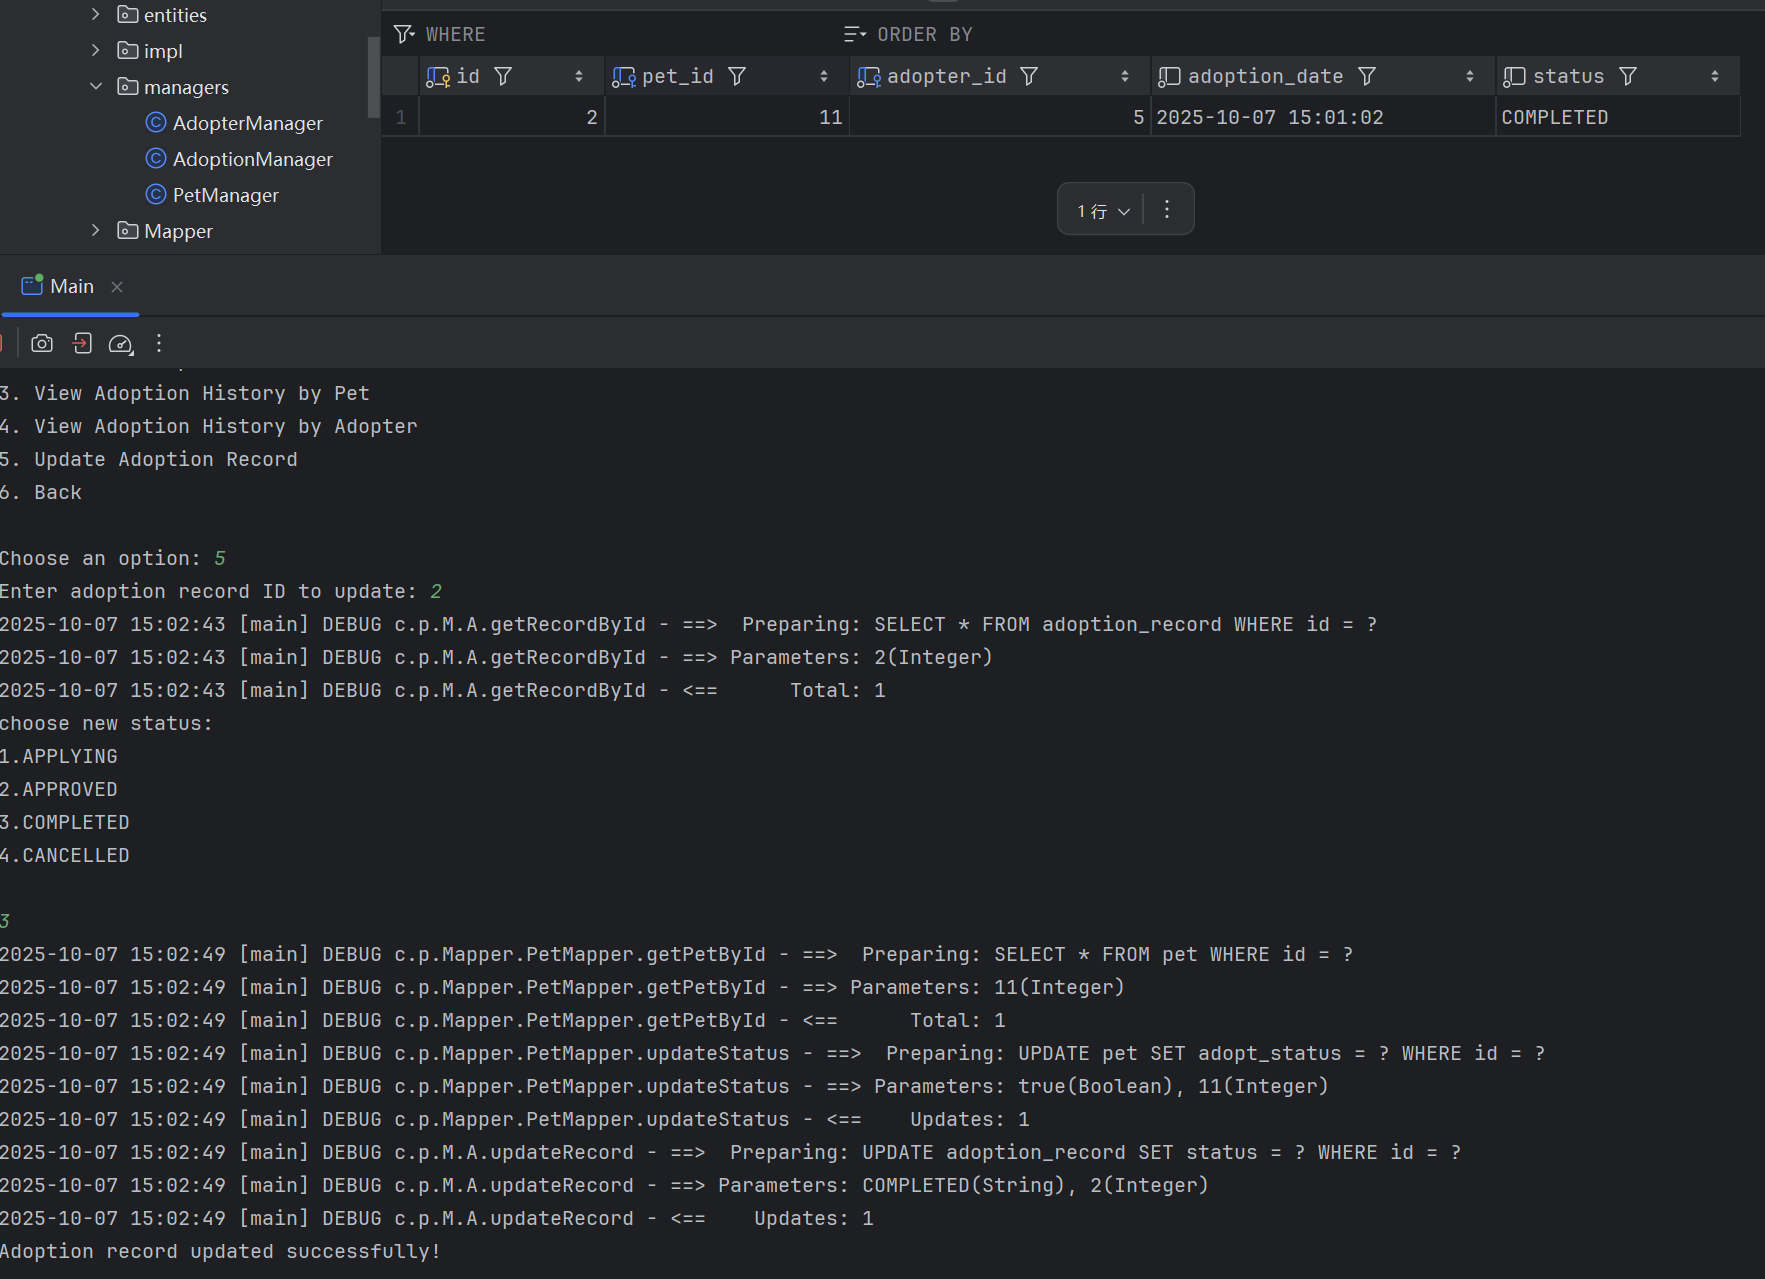 entities
impl
managers
AdopterManager
AdoptionManager
PetManager
Mapper
WHERE ORDER BY
id pet_id adopter_id adoption_date status
1 2 11 5 2025-10-07 15:01:02 COMPLETED
1 行
Main
3. View Adoption History by Pet
4. View Adoption History by Adopter
5. Update Adoption Record
6. Back
Choose an option: 5
Enter adoption record ID to update: 2
2025-10-07 15:02:43 [main] DEBUG c.p.M.A.getRecordById - ==>  Preparing: SELECT * FROM adoption_record WHERE id = ?
2025-10-07 15:02:43 [main] DEBUG c.p.M.A.getRecordById - ==> Parameters: 2(Integer)
2025-10-07 15:02:43 [main] DEBUG c.p.M.A.getRecordById - <==      Total: 1
choose new status:
1.APPLYING
2.APPROVED
3.COMPLETED
4.CANCELLED
3
2025-10-07 15:02:49 [main] DEBUG c.p.Mapper.PetMapper.getPetById - ==>  Preparing: SELECT * FROM pet WHERE id = ?
2025-10-07 15:02:49 [main] DEBUG c.p.Mapper.PetMapper.getPetById - ==> Parameters: 11(Integer)
2025-10-07 15:02:49 [main] DEBUG c.p.Mapper.PetMapper.getPetById - <==      Total: 1
2025-10-07 15:02:49 [main] DEBUG c.p.Mapper.PetMapper.updateStatus - ==>  Preparing: UPDATE pet SET adopt_status = ? WHERE id = ?
2025-10-07 15:02:49 [main] DEBUG c.p.Mapper.PetMapper.updateStatus - ==> Parameters: true(Boolean), 11(Integer)
2025-10-07 15:02:49 [main] DEBUG c.p.Mapper.PetMapper.updateStatus - <==    Updates: 1
2025-10-07 15:02:49 [main] DEBUG c.p.M.A.updateRecord - ==>  Preparing: UPDATE adoption_record SET status = ? WHERE id = ?
2025-10-07 15:02:49 [main] DEBUG c.p.M.A.updateRecord - ==> Parameters: COMPLETED(String), 2(Integer)
2025-10-07 15:02:49 [main] DEBUG c.p.M.A.updateRecord - <==    Updates: 1
Adoption record updated successfully!